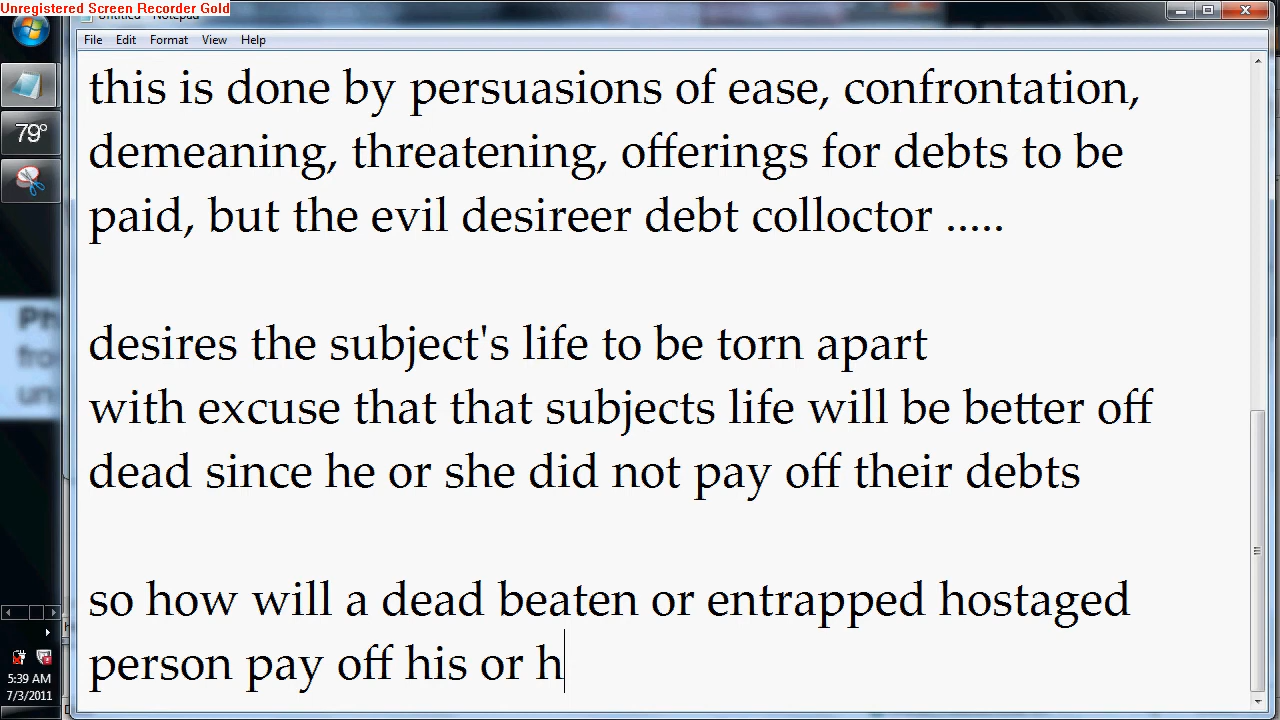 Unregistered Screen Recorder Gold
Untitled - Notepad
File Edit Format View Help
79°
this is done by persuasions of ease, confrontation,
demeaning, threatening, offerings for debts to be
paid, but the evil desireer debt colloctor .....
desires the subject's life to be torn apart
with excuse that that subjects life will be better off
dead since he or she did not pay off their debts
so how will a dead beaten or entrapped hostaged
person pay off his or h
5:39 AM
7/3/2011